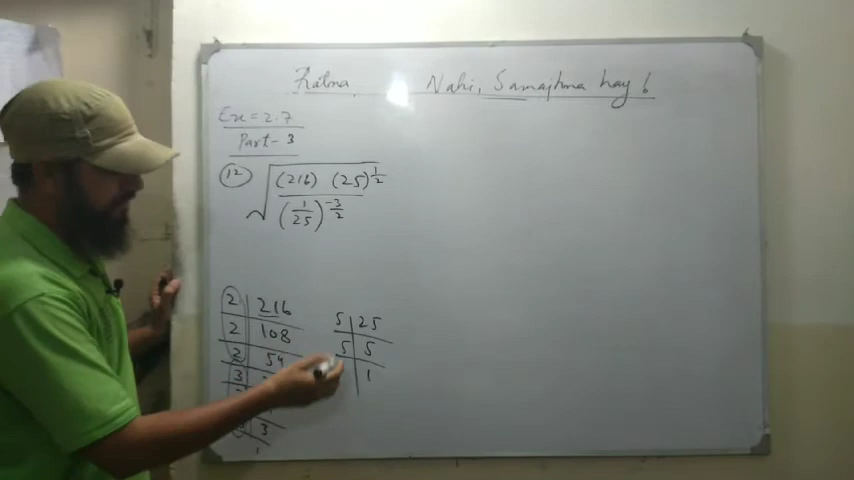 Ratna Nahi, Samajhna hay !
Ex = 2.7
Part - 3
12 √ (216) (25)^1/2
(1/25)^-3/2
2 | 216
2 | 108
2 | 54
3 |
3
1
5 | 25
5 | 5
1